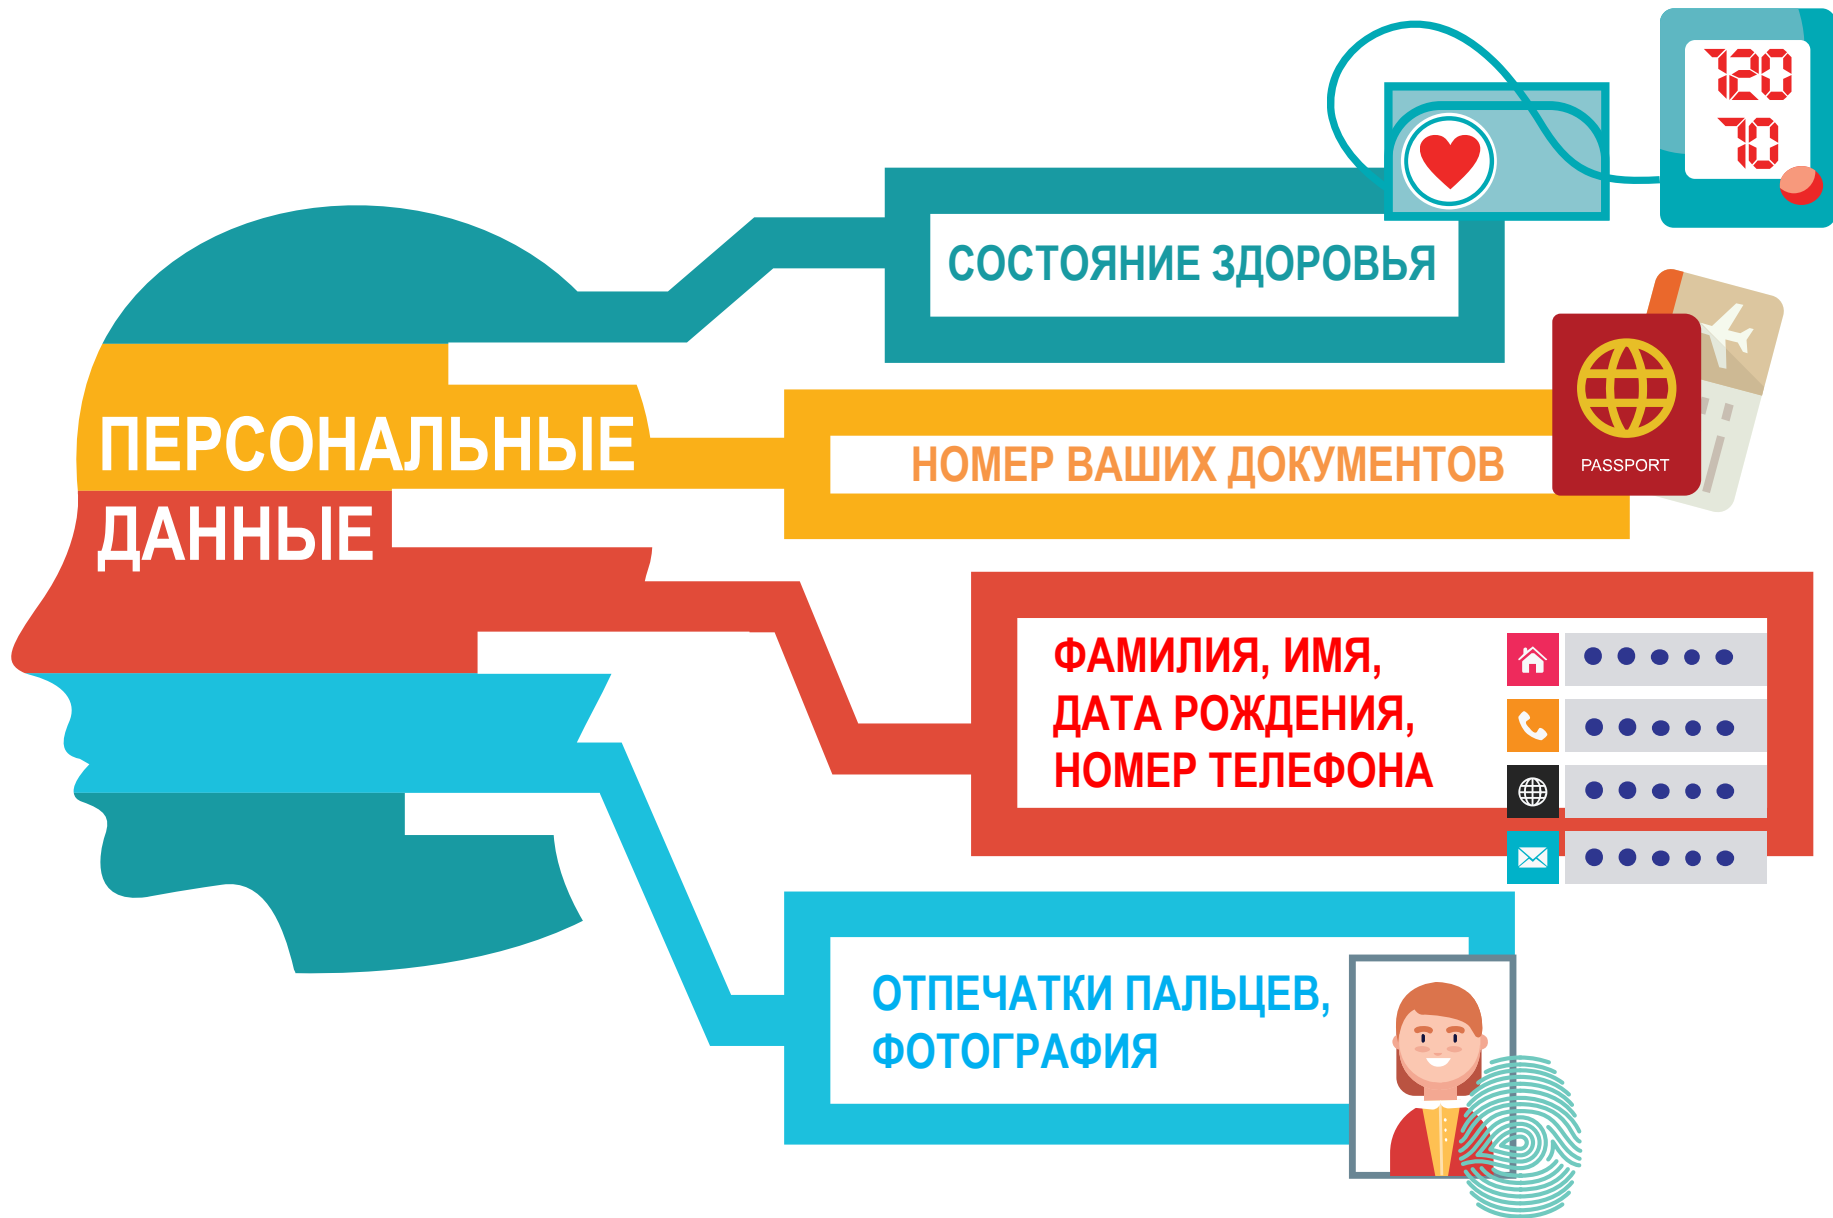 120
70
СОСТОЯНИЕ ЗДОРОВЬЯ
ПЕРСОНАЛЬНЫЕ
ДАННЫЕ
НОМЕР ВАШИХ ДОКУМЕНТОВ
PASSPORT
ФАМИЛИЯ, ИМЯ,
ДАТА РОЖДЕНИЯ,
НОМЕР ТЕЛЕФОНА
ОТПЕЧАТКИ ПАЛЬЦЕВ,
ФОТОГРАФИЯ